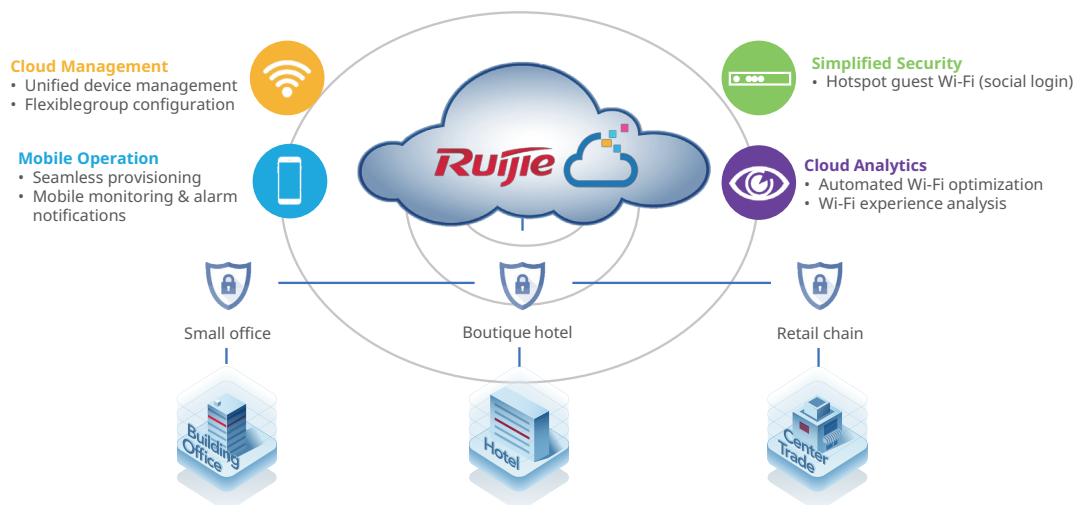 Cloud Management
• Unified device management
• Flexiblegroup configuration
Mobile Operation
• Seamless provisioning
• Mobile monitoring & alarm
notifications
Ruijie
Simplified Security
• Hotspot guest Wi-Fi (social login)
Cloud Analytics
• Automated Wi-Fi optimization
• Wi-Fi experience analysis
Small office
Boutique hotel
Retail chain
Building
Office
Hotel
Center
Trade